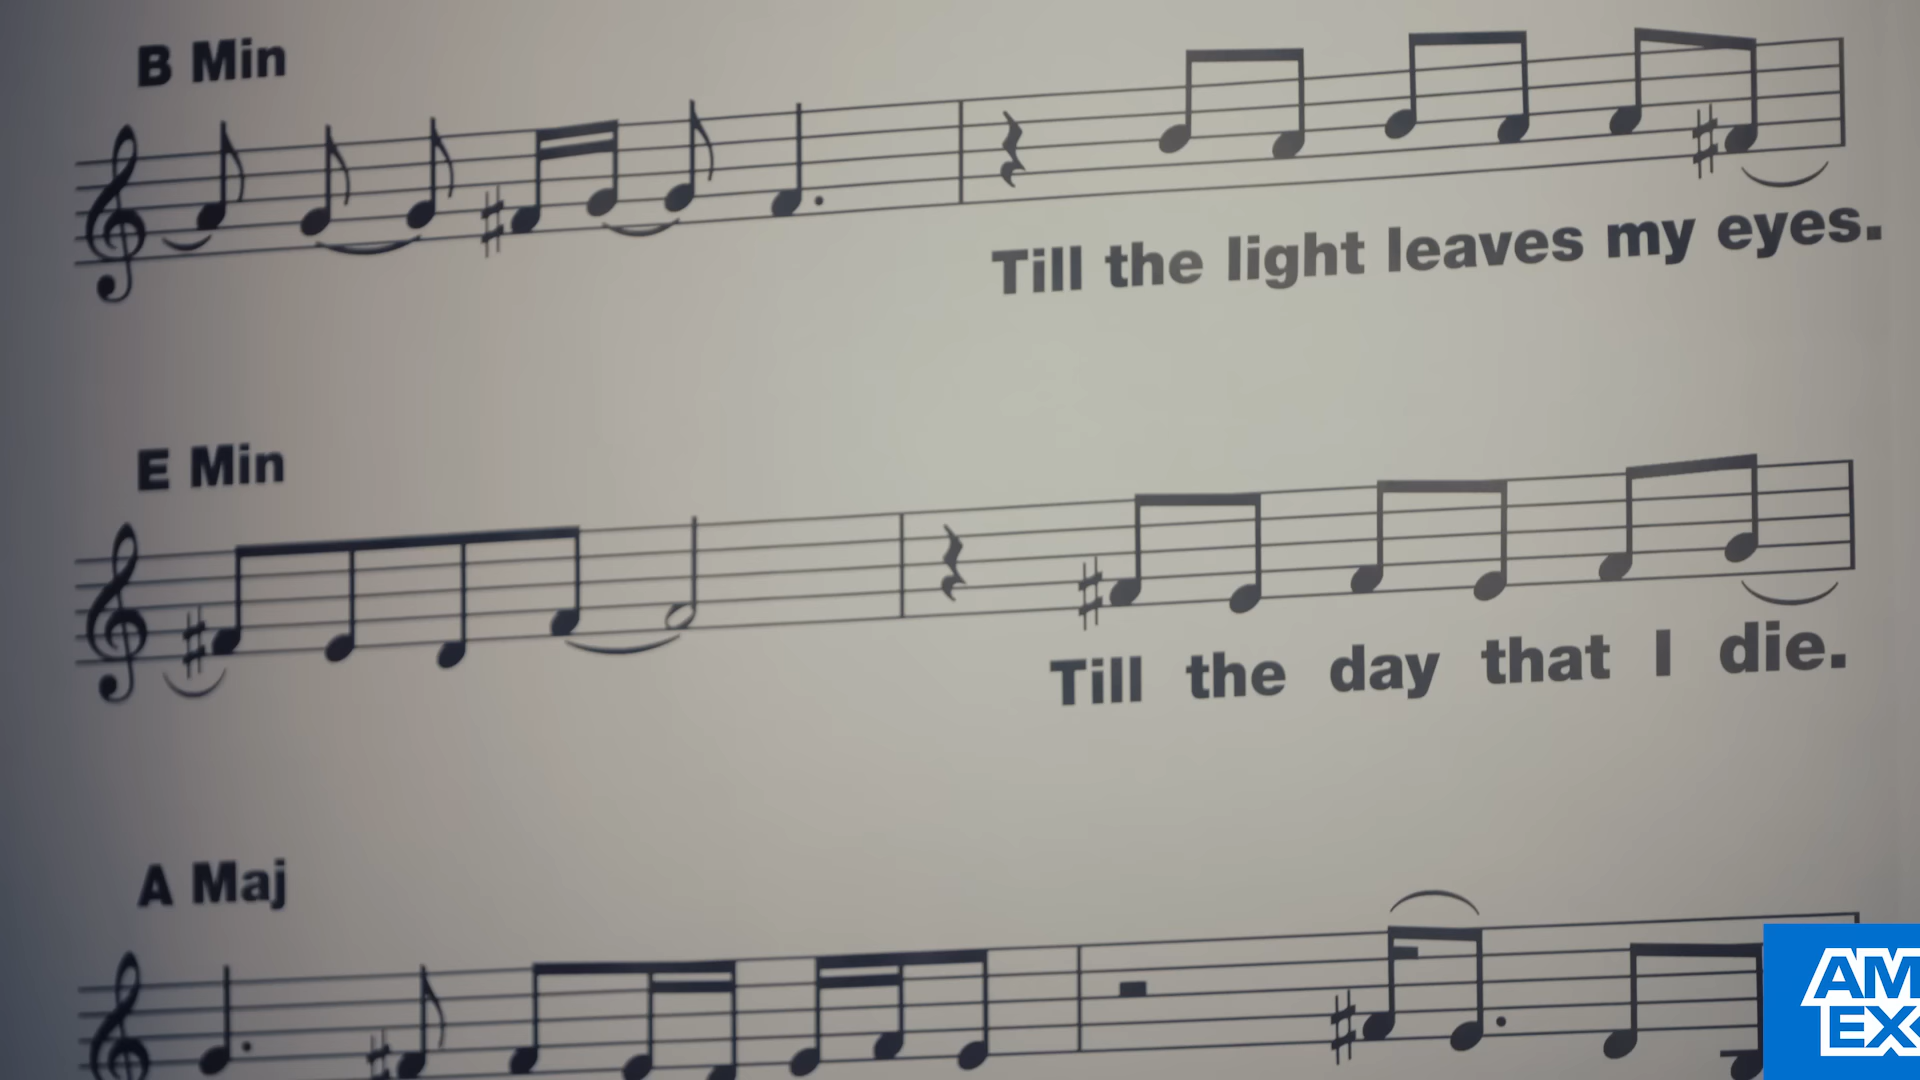 B Min
Till the light leaves my eyes.
E Min
Till the day that I die.
A Maj
AM
EX